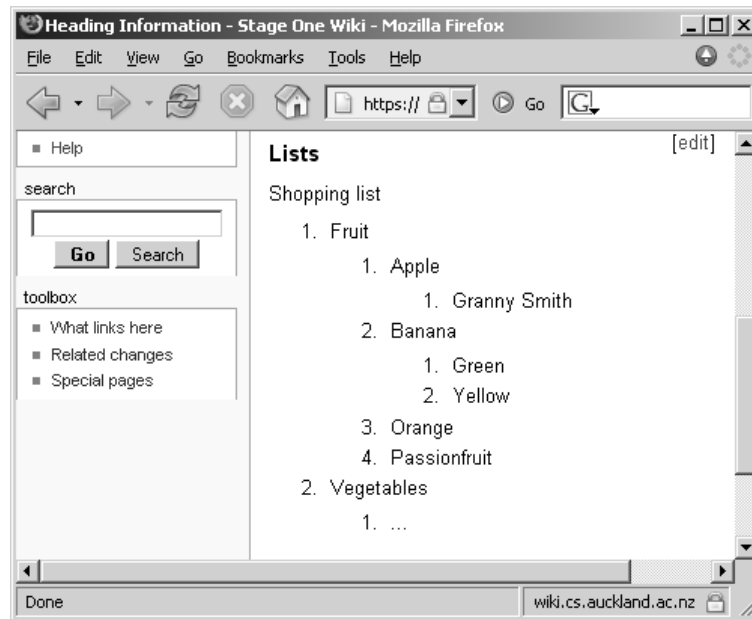 Heading Information - Stage One Wiki - Mozilla Firefox
File Edit View Go Bookmarks Tools Help
https:// Go G
Help
search
Go Search
toolbox
What links here
Related changes
Special pages
Lists [edit]
Shopping list
1. Fruit
1. Apple
1. Granny Smith
2. Banana
1. Green
2. Yellow
3. Orange
4. Passionfruit
2. Vegetables
1. ...
Done wiki.cs.auckland.ac.nz